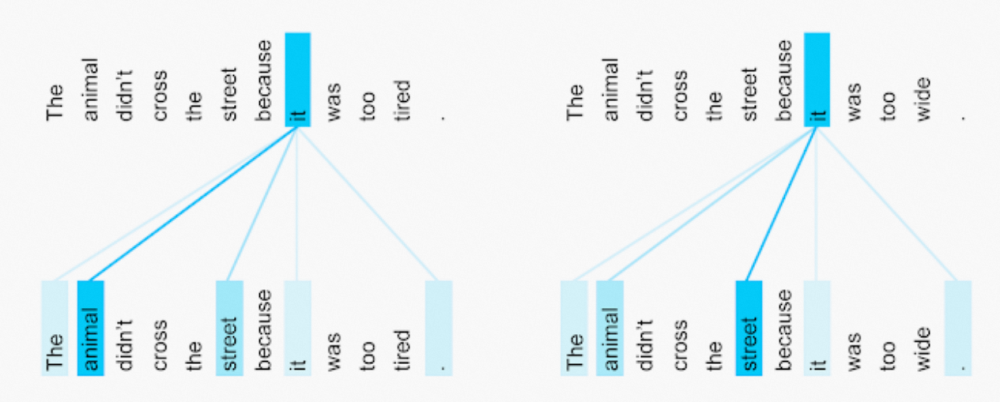 The animal didn't cross the street because it was too tired .
The animal didn't cross the street because it was too wide .
The animal didn't cross the street because it was too tired .
The animal didn't cross the street because it was too wide .